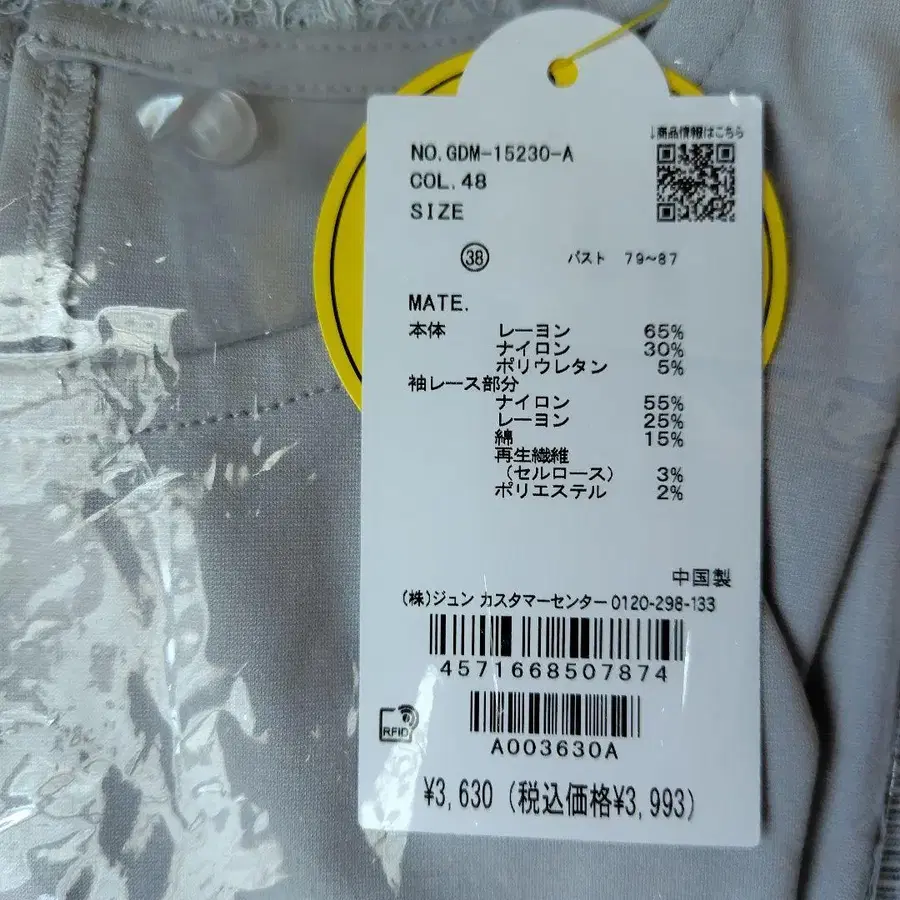 ↓商品情報はこちら
NO.GDM-15230-A
COL.48
SIZE
38 バスト 79~87
MATE.
本体 レーヨン 65%
ナイロン 30%
ポリウレタン 5%
袖レース部分
ナイロン 55%
レーヨン 25%
綿 15%
再生繊維
(セルロース) 3%
ポリエステル 2%
中国製
(株)ジュン カスタマーセンター 0120-298-133
4571668507874
RFID
A003630A
¥3,630 (税込価格¥3,993)